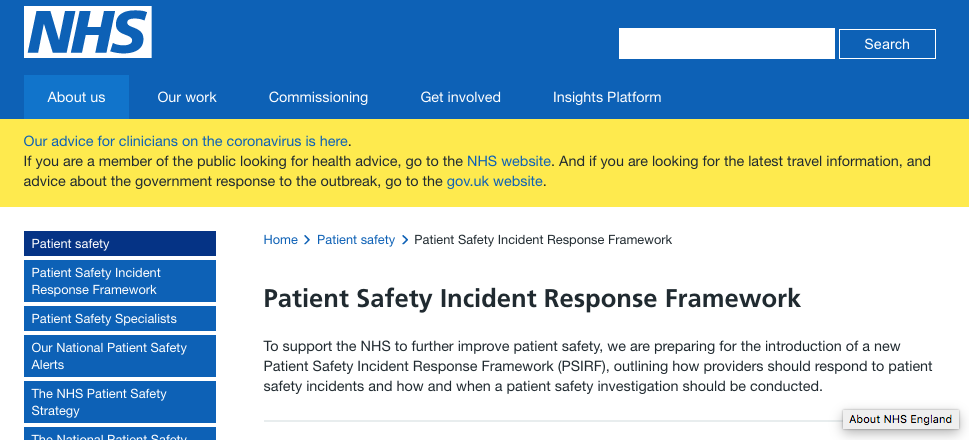 NHS
Search
About us
Our work
Commissioning
Get involved
Insights Platform
Our advice for clinicians on the coronavirus is here.
If you are a member of the public looking for health advice, go to the NHS website. And if you are looking for the latest travel information, and
advice about the government response to the outbreak, go to the gov.uk website.
Patient safety
Patient Safety Incident
Response Framework
Patient Safety Specialists
Our National Patient Safety
Alerts
The NHS Patient Safety
Strategy
The National Patient Safety
Home > Patient safety > Patient Safety Incident Response Framework
Patient Safety Incident Response Framework
To support the NHS to further improve patient safety, we are preparing for the introduction of a new
Patient Safety Incident Response Framework (PSIRF), outlining how providers should respond to patient
safety incidents and how and when a patient safety investigation should be conducted.
About NHS England